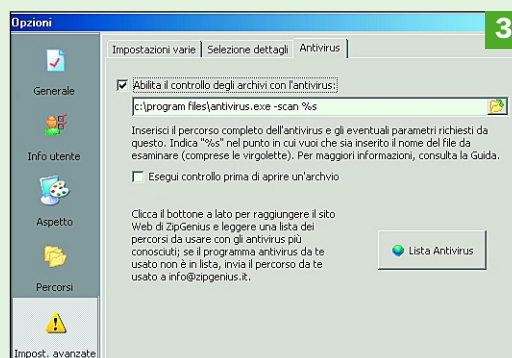 Opzioni
3
Impostazioni varie
Selezione dettagli
Antivirus
Generale
Info utente
Aspetto
Percorsi
Impost. avanzate
Abilita il controllo degli archivi con l'antivirus:
c:\program files\antivirus.exe -scan %s
Inserisci il percorso completo dell'antivirus e gli eventuali parametri richiesti da
questo. Indica "%s" nel punto in cui vuoi che sia inserito il nome del file da
esaminare (comprese le virgolette). Per maggiori informazioni, consulta la Guida.
Esegui controllo prima di aprire un'archvio
Clicca il bottone a lato per raggiungere il sito
Web di ZipGenius e leggere una lista dei
percorsi da usare con gli antivirus più
conosciuti; se il programma antivirus da te
usato non è in lista, invia il percorso da te
usato a info@zipgenius.it.
Lista Antivirus